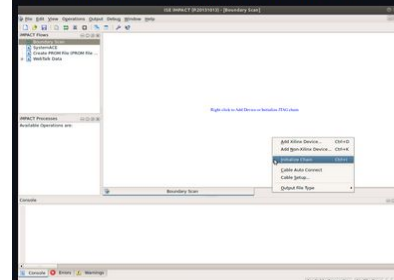 ISE iMPACT (P.20131013) - [Boundary Scan]
File Edit View Operations Output Debug Window Help
iMPACT Flows
Boundary Scan
SystemACE
Create PROM File (PROM File ...
WebTalk Data
iMPACT Processes
Available Operations are:
Right click to Add Device or Initialize JTAG chain
Add Xilinx Device... Ctrl+D
Add Non-Xilinx Device... Ctrl+K
Initialize Chain Ctrl+I
Cable Auto Connect
Cable Setup...
Output File Type
Boundary Scan
Console
Console Errors Warnings